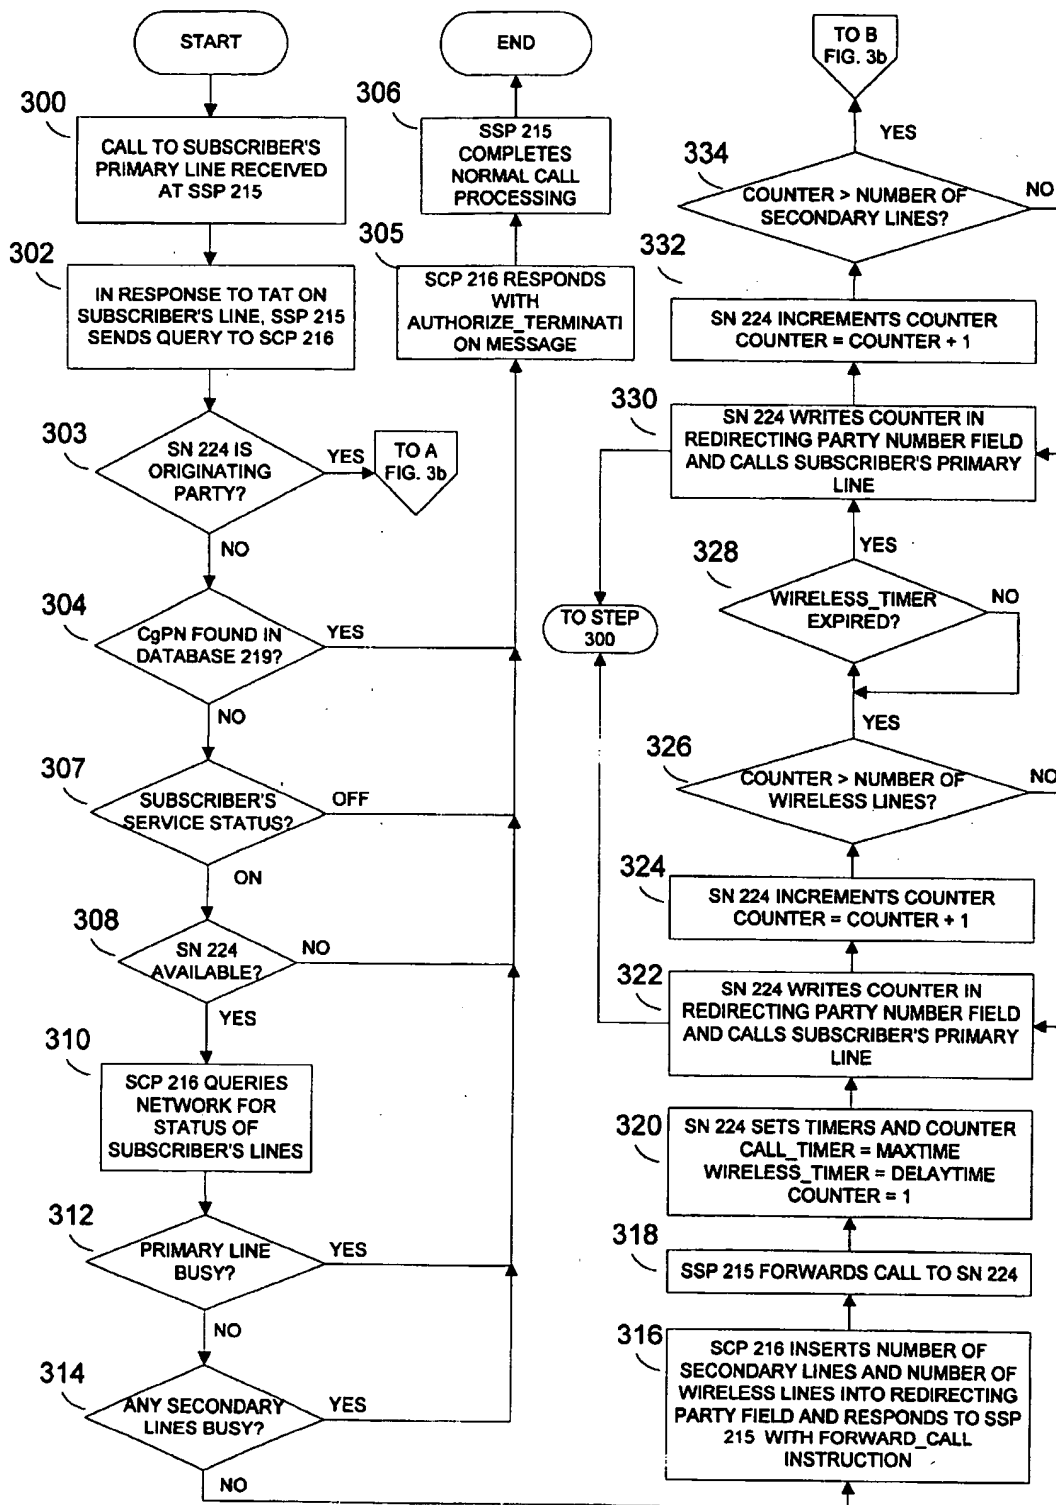 START
300
CALL TO SUBSCRIBER'S
PRIMARY LINE RECEIVED
AT SSP 215
302
IN RESPONSE TO TAT ON
SUBSCRIBER'S LINE, SSP 215
SENDS QUERY TO SCP 216
303
SN 224 IS
ORIGINATING
PARTY?
YES
TO A
FIG. 3b
NO
304
CgPN FOUND IN
DATABASE 219?
YES
NO
307
SUBSCRIBER'S
SERVICE STATUS?
OFF
ON
308
SN 224
AVAILABLE?
NO
YES
310
SCP 216 QUERIES
NETWORK FOR
STATUS OF
SUBSCRIBER'S LINES
312
PRIMARY LINE
BUSY?
YES
NO
314
ANY SECONDARY
LINES BUSY?
YES
NO
END
306
SSP 215
COMPLETES
NORMAL CALL
PROCESSING
305
SCP 216 RESPONDS
WITH
AUTHORIZE_TERMINATI
ON MESSAGE
TO STEP
300
TO B
FIG. 3b
YES
334
COUNTER > NUMBER OF
SECONDARY LINES?
NO
332
SN 224 INCREMENTS COUNTER
COUNTER = COUNTER + 1
330
SN 224 WRITES COUNTER IN
REDIRECTING PARTY NUMBER FIELD
AND CALLS SUBSCRIBER'S PRIMARY
LINE
YES
328
WIRELESS_TIMER
EXPIRED?
NO
YES
326
COUNTER > NUMBER OF
WIRELESS LINES?
NO
324
SN 224 INCREMENTS COUNTER
COUNTER = COUNTER + 1
322
SN 224 WRITES COUNTER IN
REDIRECTING PARTY NUMBER FIELD
AND CALLS SUBSCRIBER'S PRIMARY
LINE
320
SN 224 SETS TIMERS AND COUNTER
CALL_TIMER = MAXTIME
WIRELESS_TIMER = DELAYTIME
COUNTER = 1
318
SSP 215 FORWARDS CALL TO SN 224
316
SCP 216 INSERTS NUMBER OF
SECONDARY LINES AND NUMBER OF
WIRELESS LINES INTO REDIRECTING
PARTY FIELD AND RESPONDS TO SSP
215 WITH FORWARD_CALL
INSTRUCTION